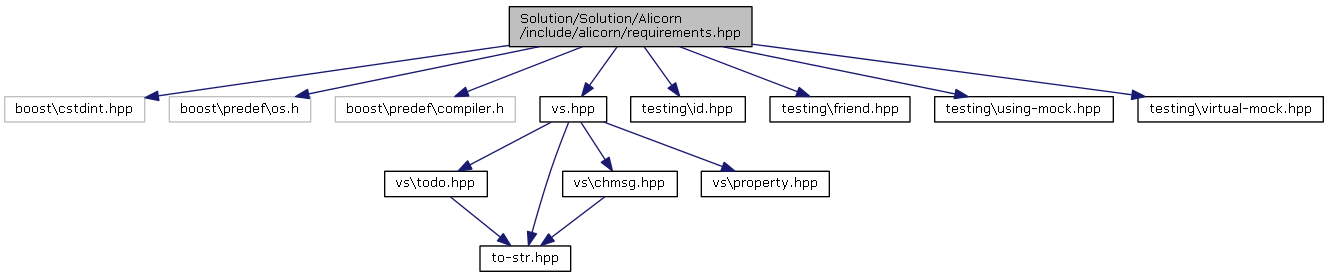 Solution/Solution/Alicorn
/include/alicorn/requirements.hpp
boost\cstdint.hpp
boost\predef\os.h
boost\predef\compiler.h
vs.hpp
testing\id.hpp
testing\friend.hpp
testing\using-mock.hpp
testing\virtual-mock.hpp
vs\todo.hpp
vs\chmsg.hpp
vs\property.hpp
to-str.hpp